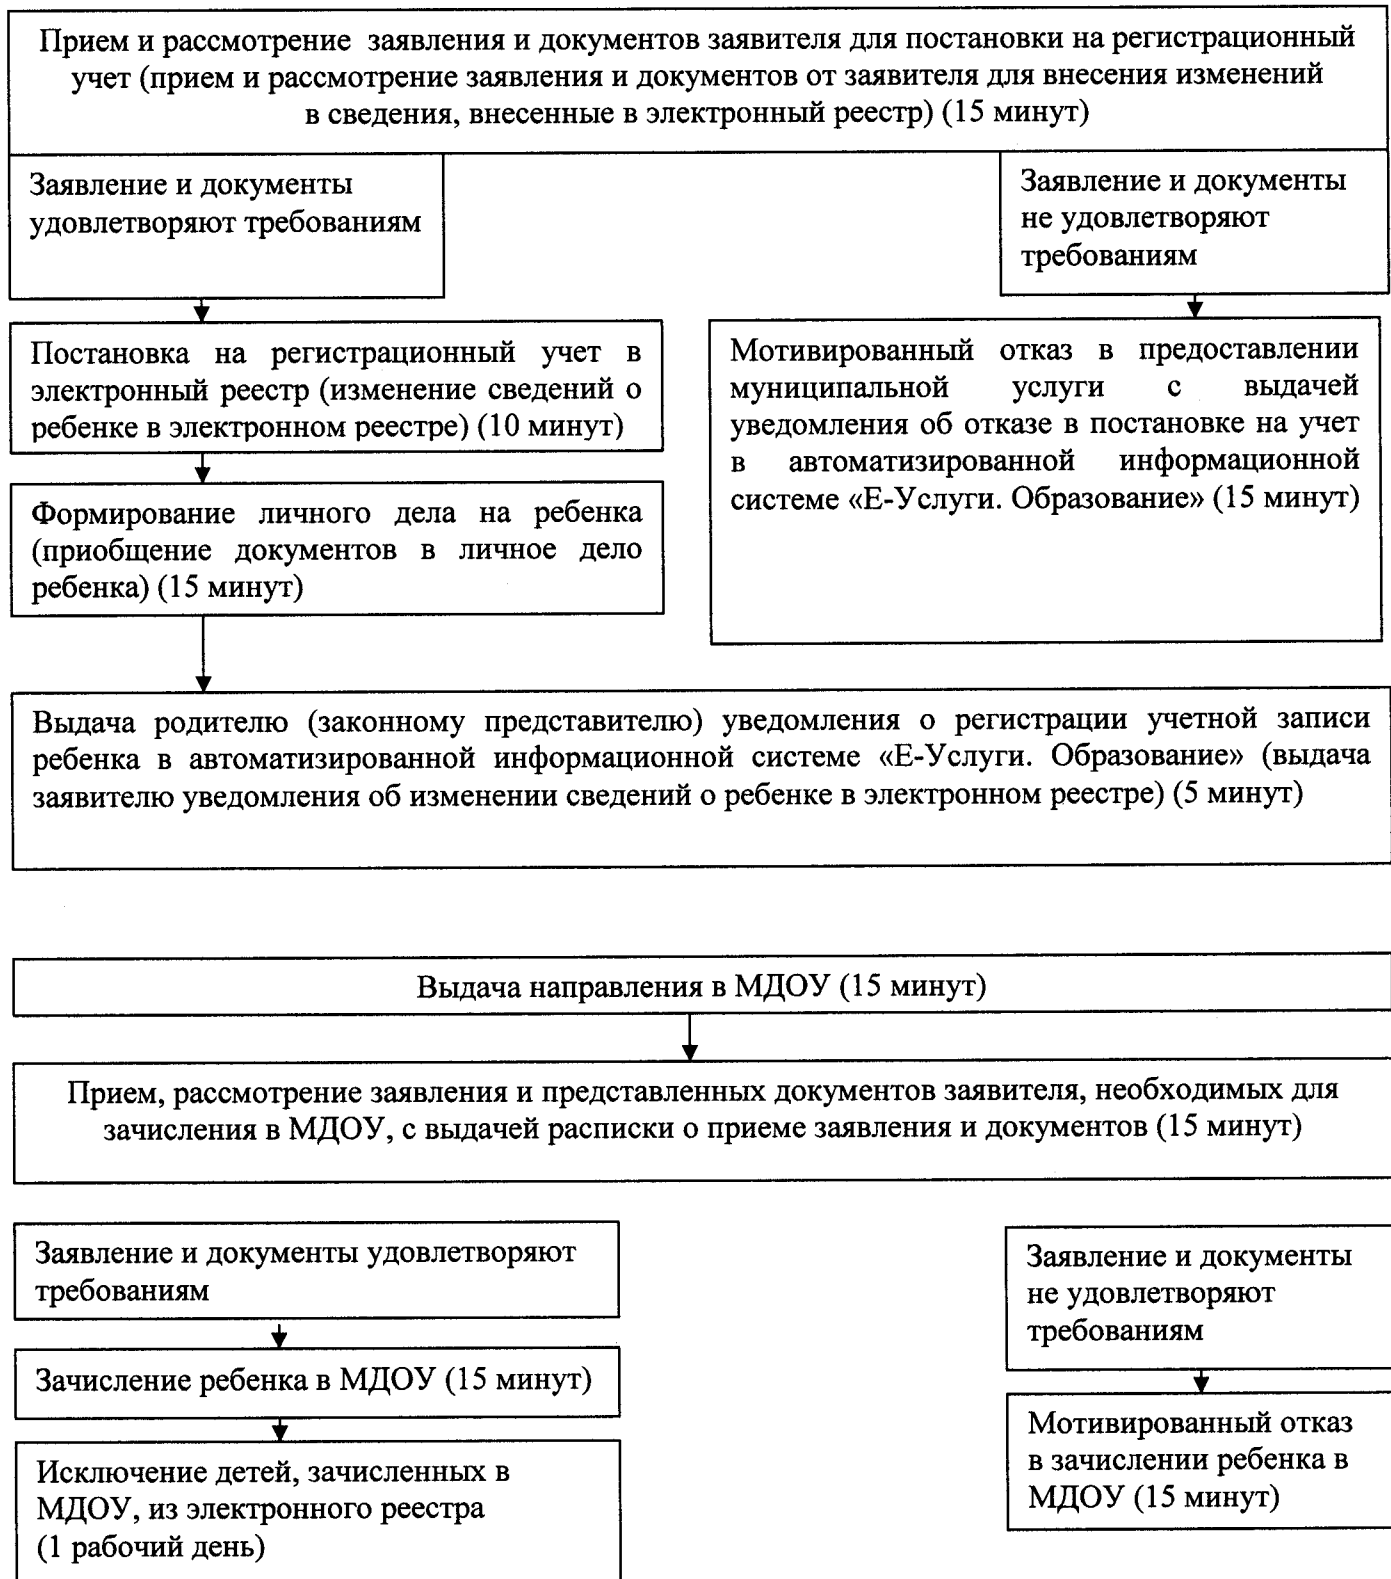 Прием и рассмотрение заявления и документов заявителя для постановки на регистрационный
учет (прием и рассмотрение заявления и документов от заявителя для внесения изменений
в сведения, внесенные в электронный реестр) (15 минут)
Заявление и документы
удовлетворяют требованиям
Заявление и документы
не удовлетворяют
требованиям
Постановка на регистрационный учет в
электронный реестр (изменение сведений о
ребенке в электронном реестре) (10 минут)
Мотивированный отказ в предоставлении
муниципальной услуги с выдачей
уведомления об отказе в постановке на учет
в автоматизированной информационной
системе «Е-Услуги. Образование» (15 минут)
Формирование личного дела на ребенка
(приобщение документов в личное дело
ребенка) (15 минут)
Выдача родителю (законному представителю) уведомления о регистрации учетной записи
ребенка в автоматизированной информационной системе «Е-Услуги. Образование» (выдача
заявителю уведомления об изменении сведений о ребенке в электронном реестре) (5 минут)
Выдача направления в МДОУ (15 минут)
Прием, рассмотрение заявления и представленных документов заявителя, необходимых для
зачисления в МДОУ, с выдачей расписки о приеме заявления и документов (15 минут)
Заявление и документы удовлетворяют
требованиям
Заявление и документы
не удовлетворяют
требованиям
Зачисление ребенка в МДОУ (15 минут)
Мотивированный отказ
в зачислении ребенка в
МДОУ (15 минут)
Исключение детей, зачисленных в
МДОУ, из электронного реестра
(1 рабочий день)